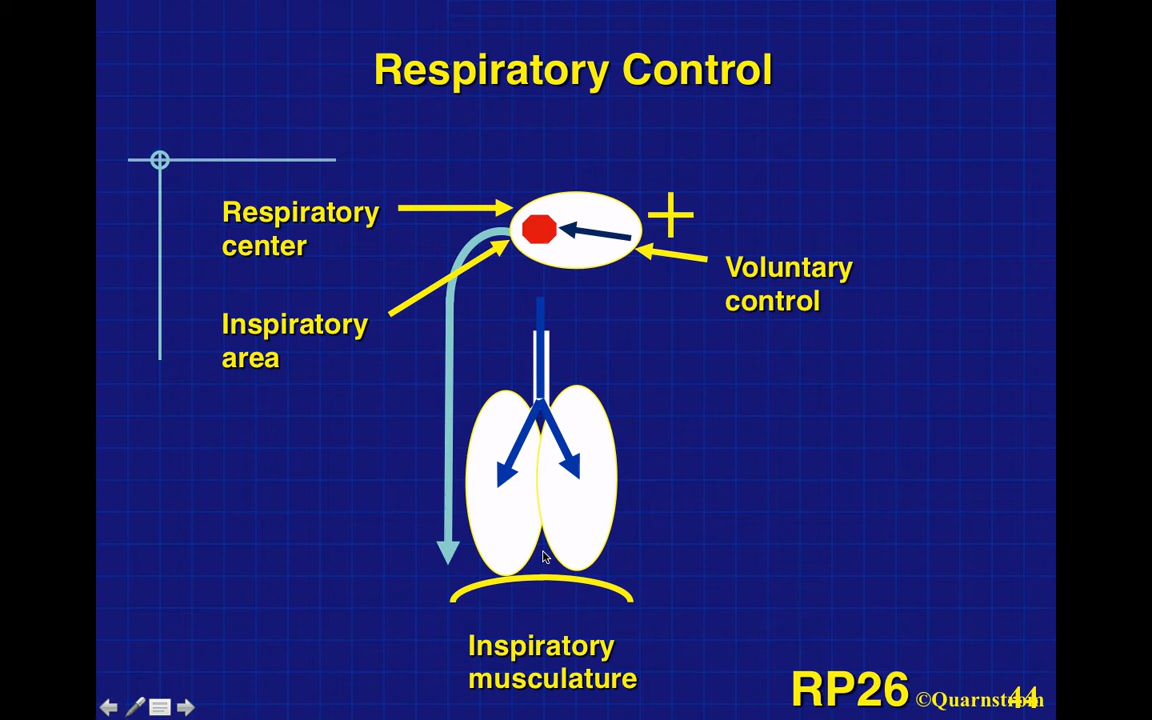 Respiratory Control
Respiratory
center
Voluntary
control
Inspiratory
area
Inspiratory
musculature
RP26
©Quarnstrom
44